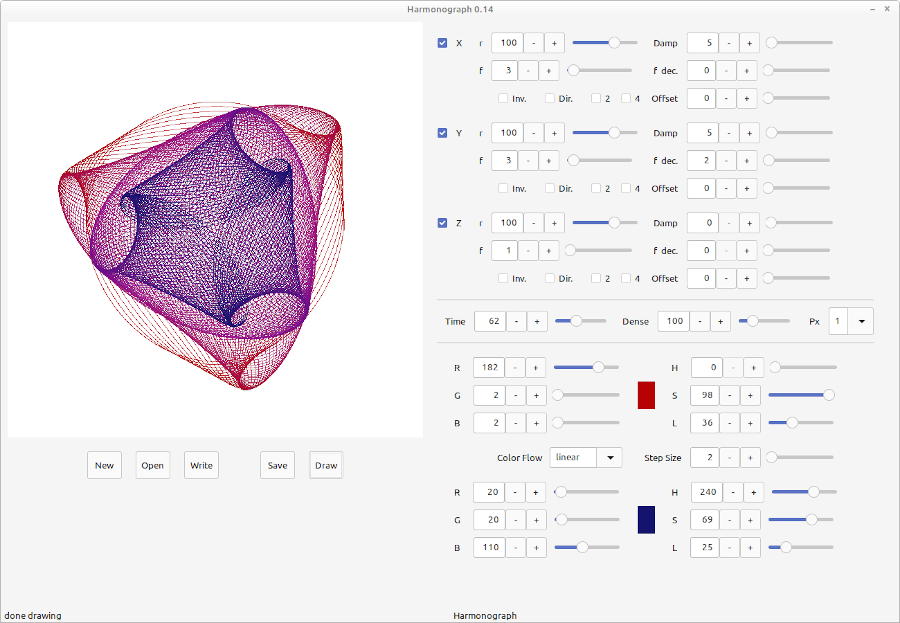 Harmonograph 0.14
X r 100 - + Damp 5 - +
f 3 - + f dec. 0 - +
Inv. Dir. 2 4 Offset 0 - +
Y r 100 - + Damp 5 - +
f 3 - + f dec. 2 - +
Inv. Dir. 2 4 Offset 0 - +
Z r 100 - + Damp 0 - +
f 1 - + f dec. 0 - +
Inv. Dir. 2 4 Offset 0 - +
Time 62 - + Dense 100 - + Px 1
R 182 - + H 0 - +
G 2 - + S 98 - +
B 2 - + L 36 - +
Color Flow linear Step Size 2 - +
R 20 - + H 240 - +
G 20 - + S 69 - +
B 110 - + L 25 - +
New Open Write Save Draw
done drawing Harmonograph